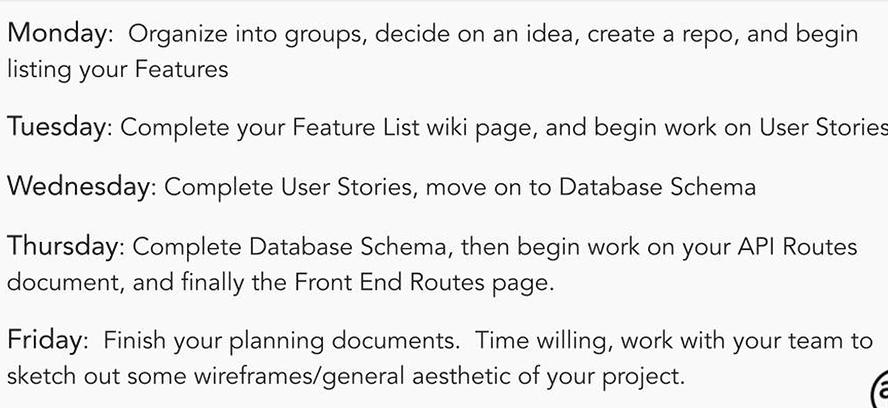 Monday: Organize into groups, decide on an idea, create a repo, and begin
listing your Features
Tuesday: Complete your Feature List wiki page, and begin work on User Stories
Wednesday: Complete User Stories, move on to Database Schema
Thursday: Complete Database Schema, then begin work on your API Routes
document, and finally the Front End Routes page.
Friday: Finish your planning documents. Time willing, work with your team to
sketch out some wireframes/general aesthetic of your project.